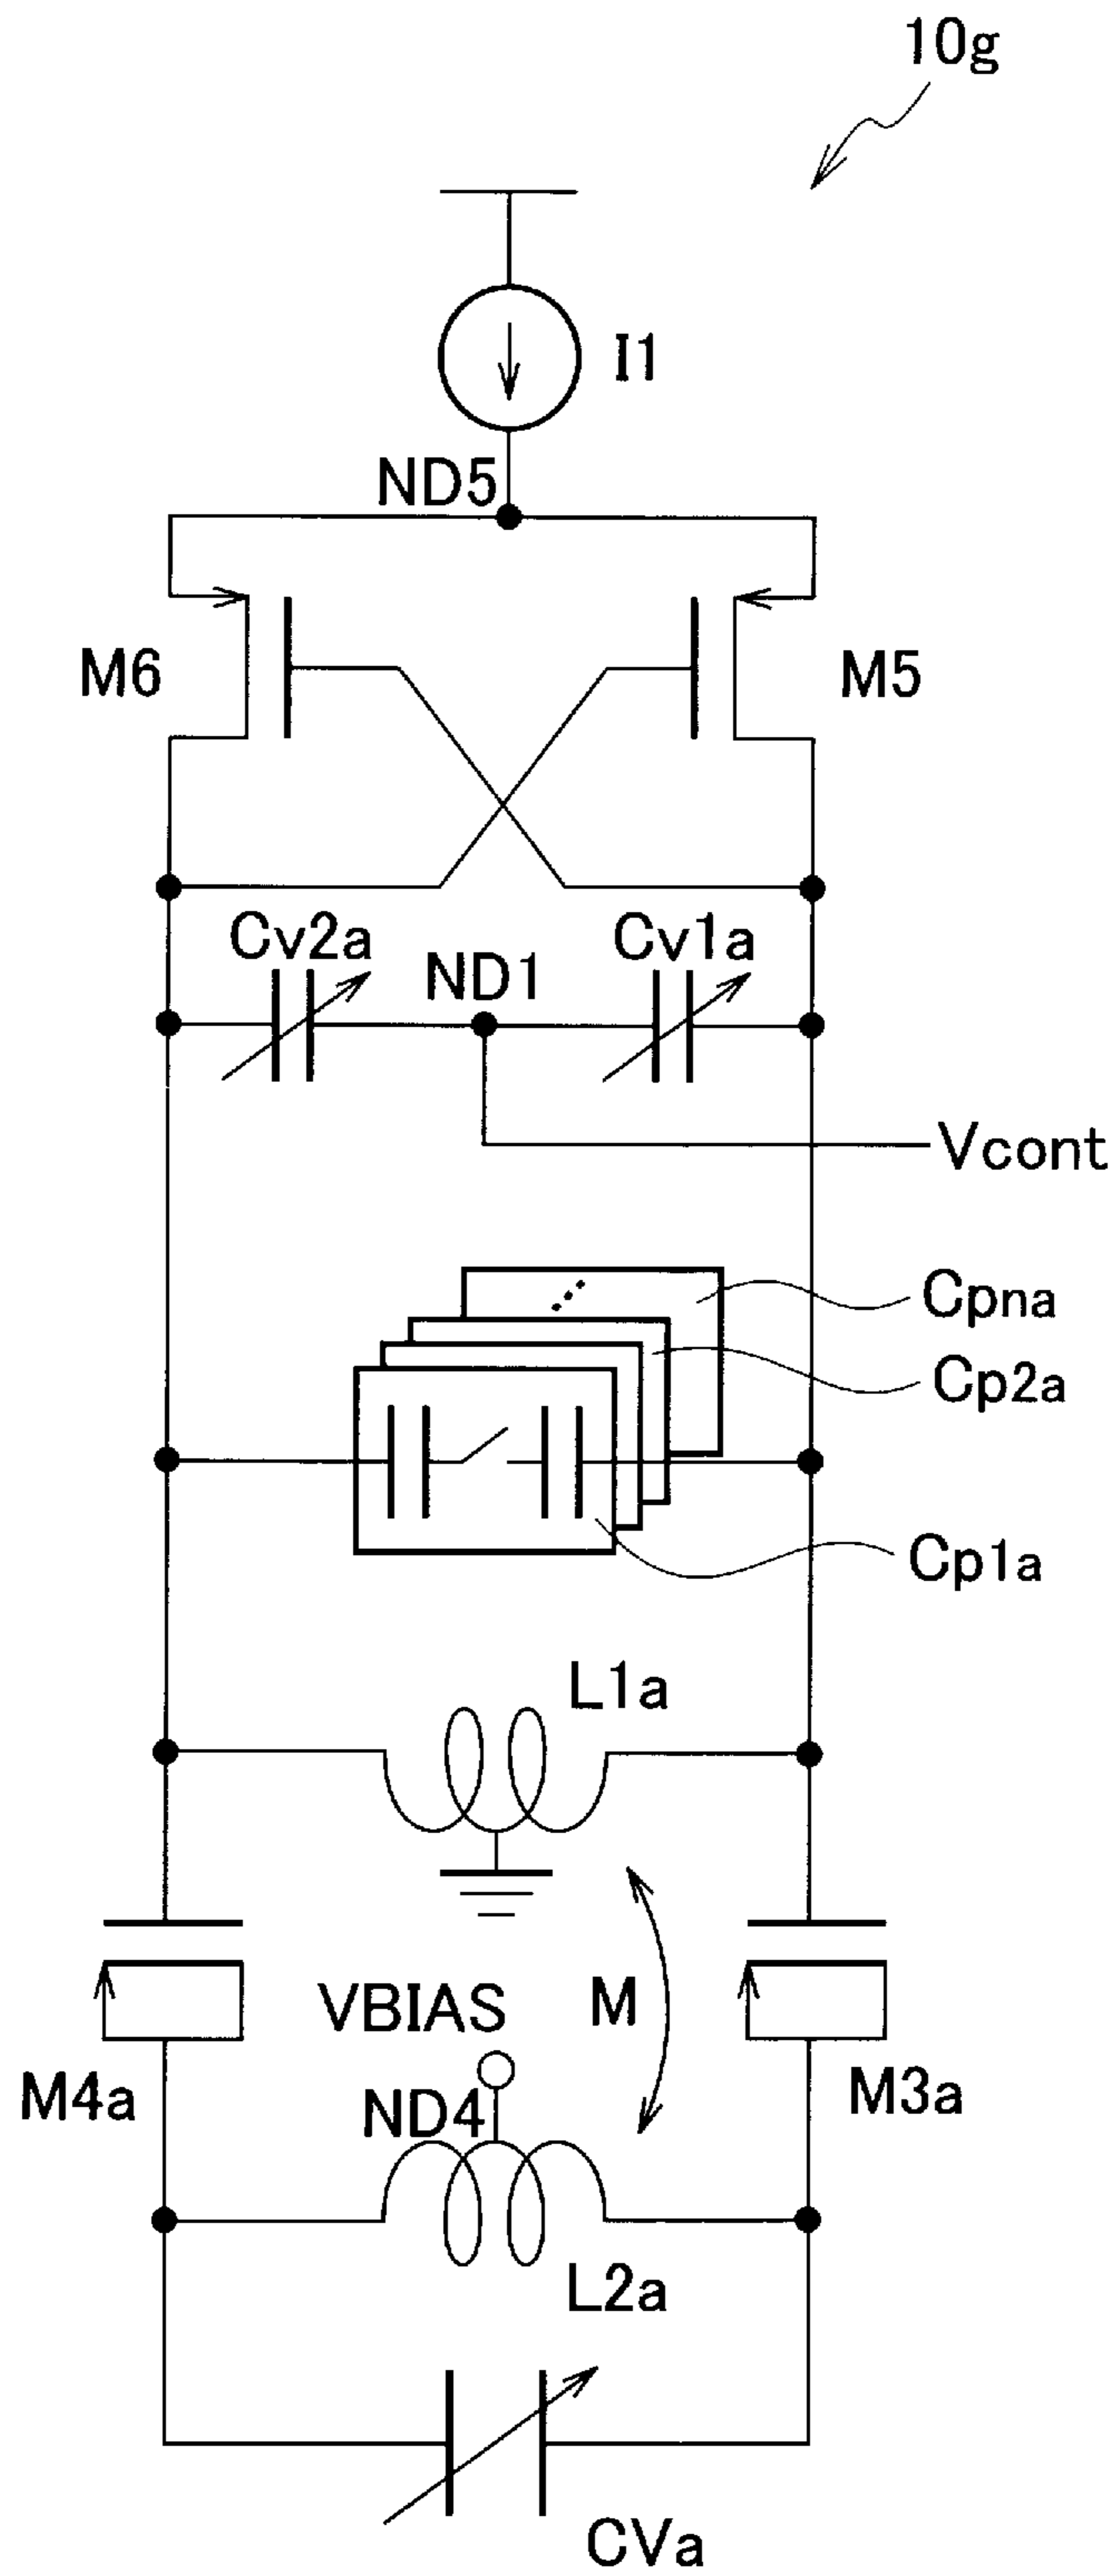 10g
I1
ND5
M6
M5
Cv2a
Cv1a
ND1
Vcont
Cpna
Cp2a
Cp1a
L1a
VBIAS
M
M4a
ND4
M3a
L2a
CVa